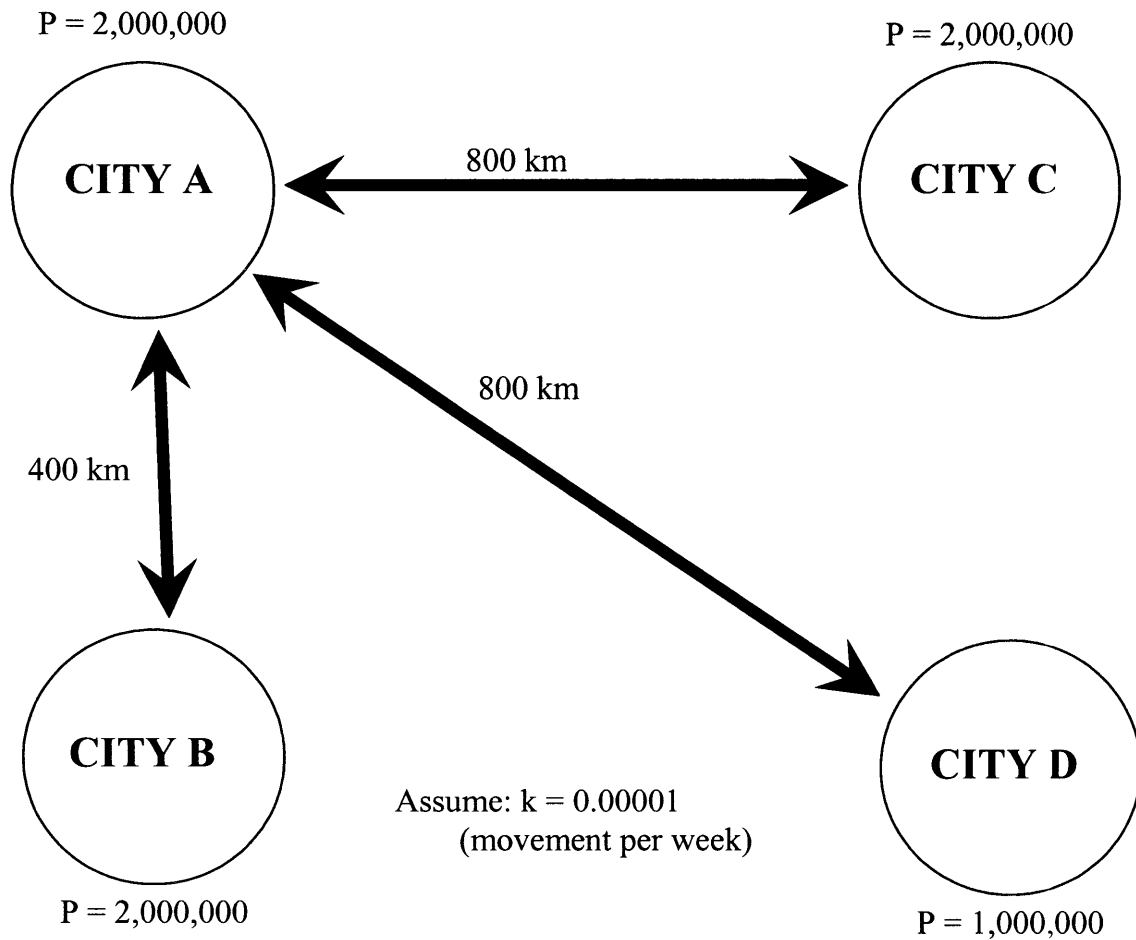 P = 2,000,000
P = 2,000,000
CITY A
800 km
CITY C
800 km
400 km
CITY B
CITY D
Assume: k = 0.00001
(movement per week)
P = 2,000,000
P = 1,000,000